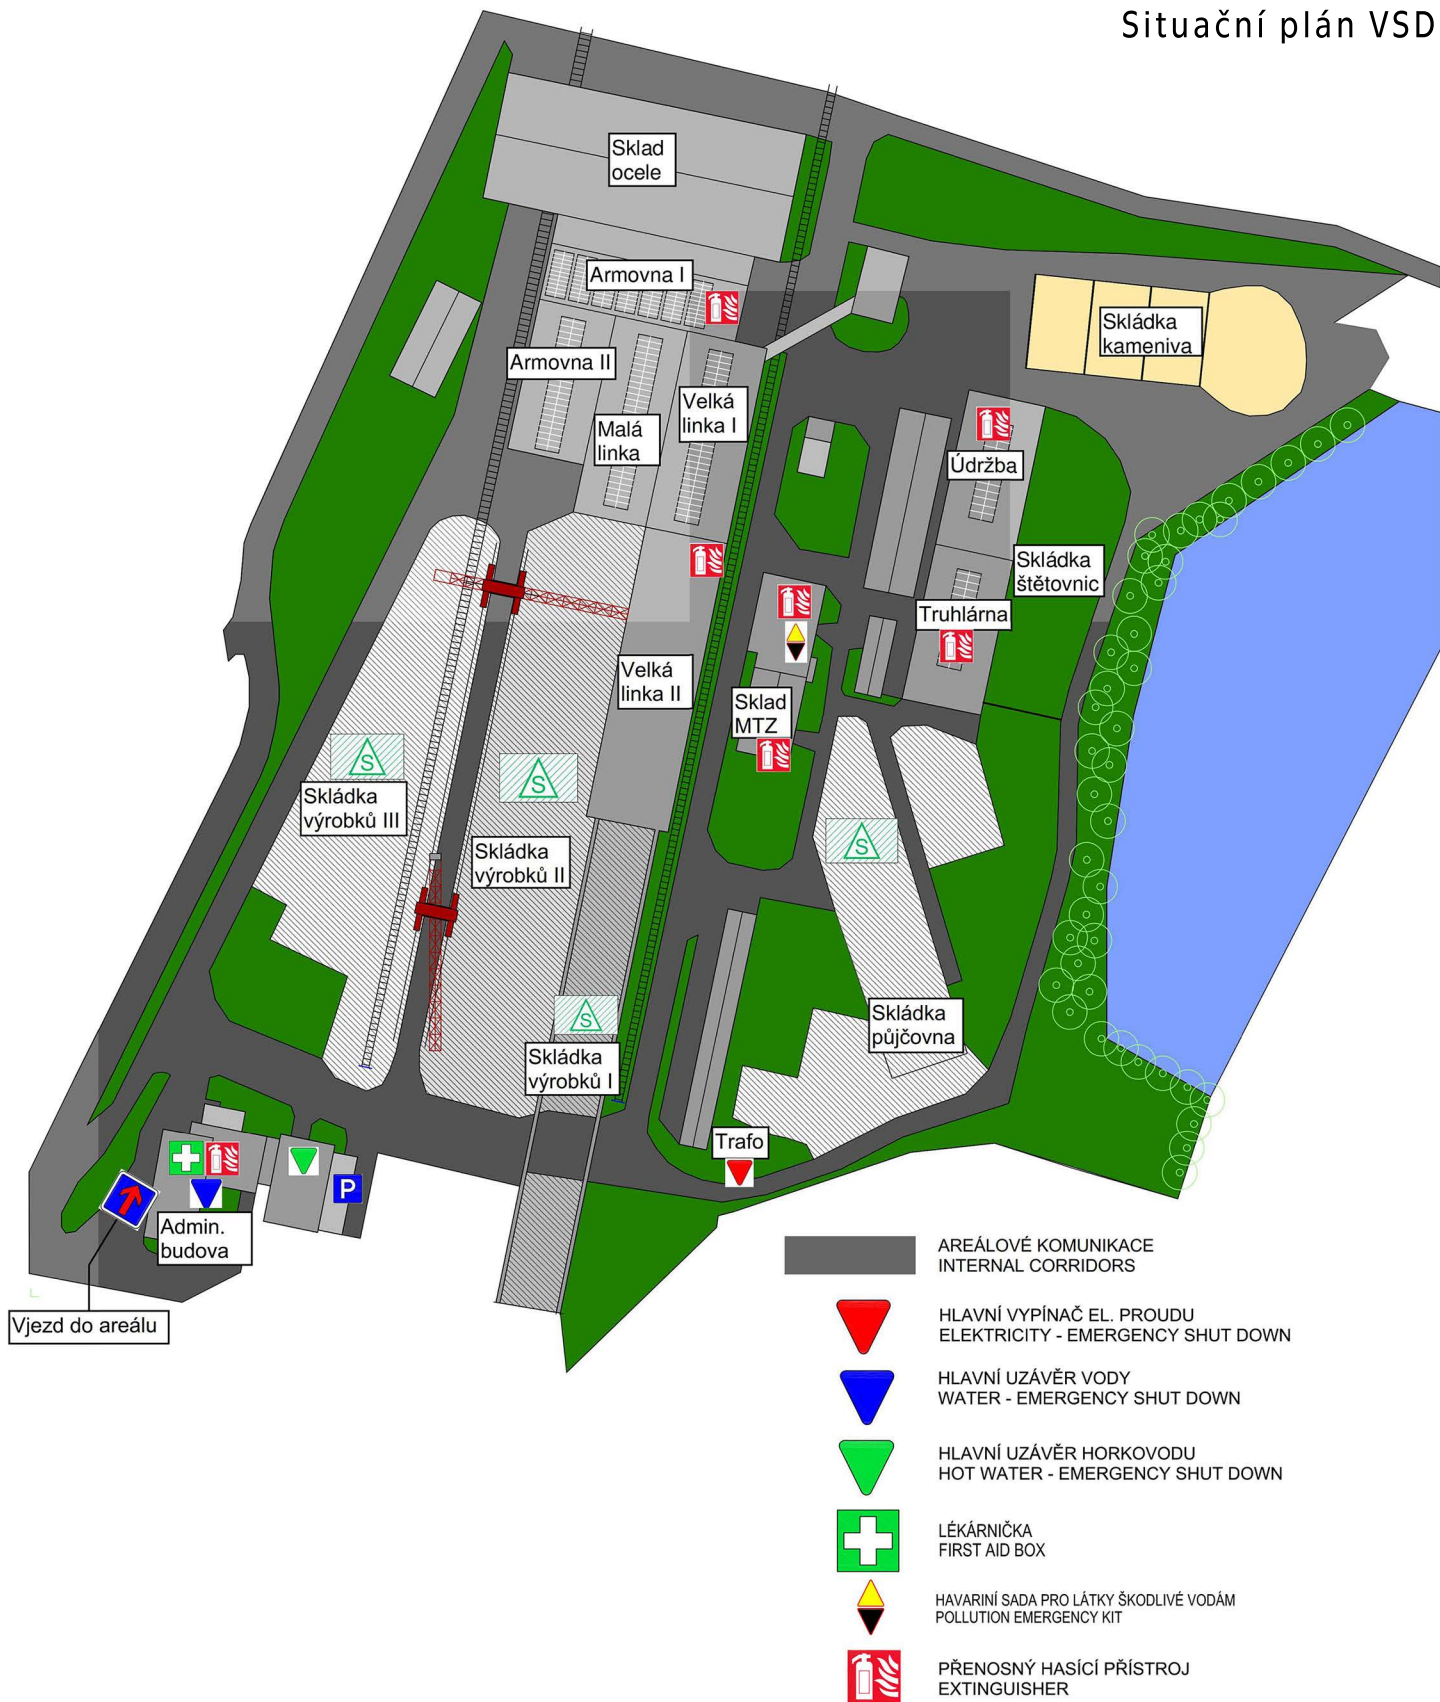 Situační plán VSD
Sklad
ocele
Armovna I
Armovna II
Malá
linka
Velká
linka I
Skládka
kameniva
Údržba
Skládka
štětovnic
Truhlárna
Velká
linka II
Sklad
MTZ
S
S
S
S
Skládka
výrobků III
Skládka
výrobků II
Skládka
výrobků I
Skládka
půjčovna
Trafo
P
Admin.
budova
Vjezd do areálu
AREÁLOVÉ KOMUNIKACE
INTERNAL CORRIDORS
HLAVNÍ VYPÍNAČ EL. PROUDU
ELEKTRICITY - EMERGENCY SHUT DOWN
HLAVNÍ UZÁVĚR VODY
WATER - EMERGENCY SHUT DOWN
HLAVNÍ UZÁVĚR HORKOVODU
HOT WATER - EMERGENCY SHUT DOWN
LÉKÁRNIČKA
FIRST AID BOX
HAVARINÍ SADA PRO LÁTKY ŠKODLIVÉ VODÁM
POLLUTION EMERGENCY KIT
PŘENOSNÝ HASÍCÍ PŘÍSTROJ
EXTINGUISHER